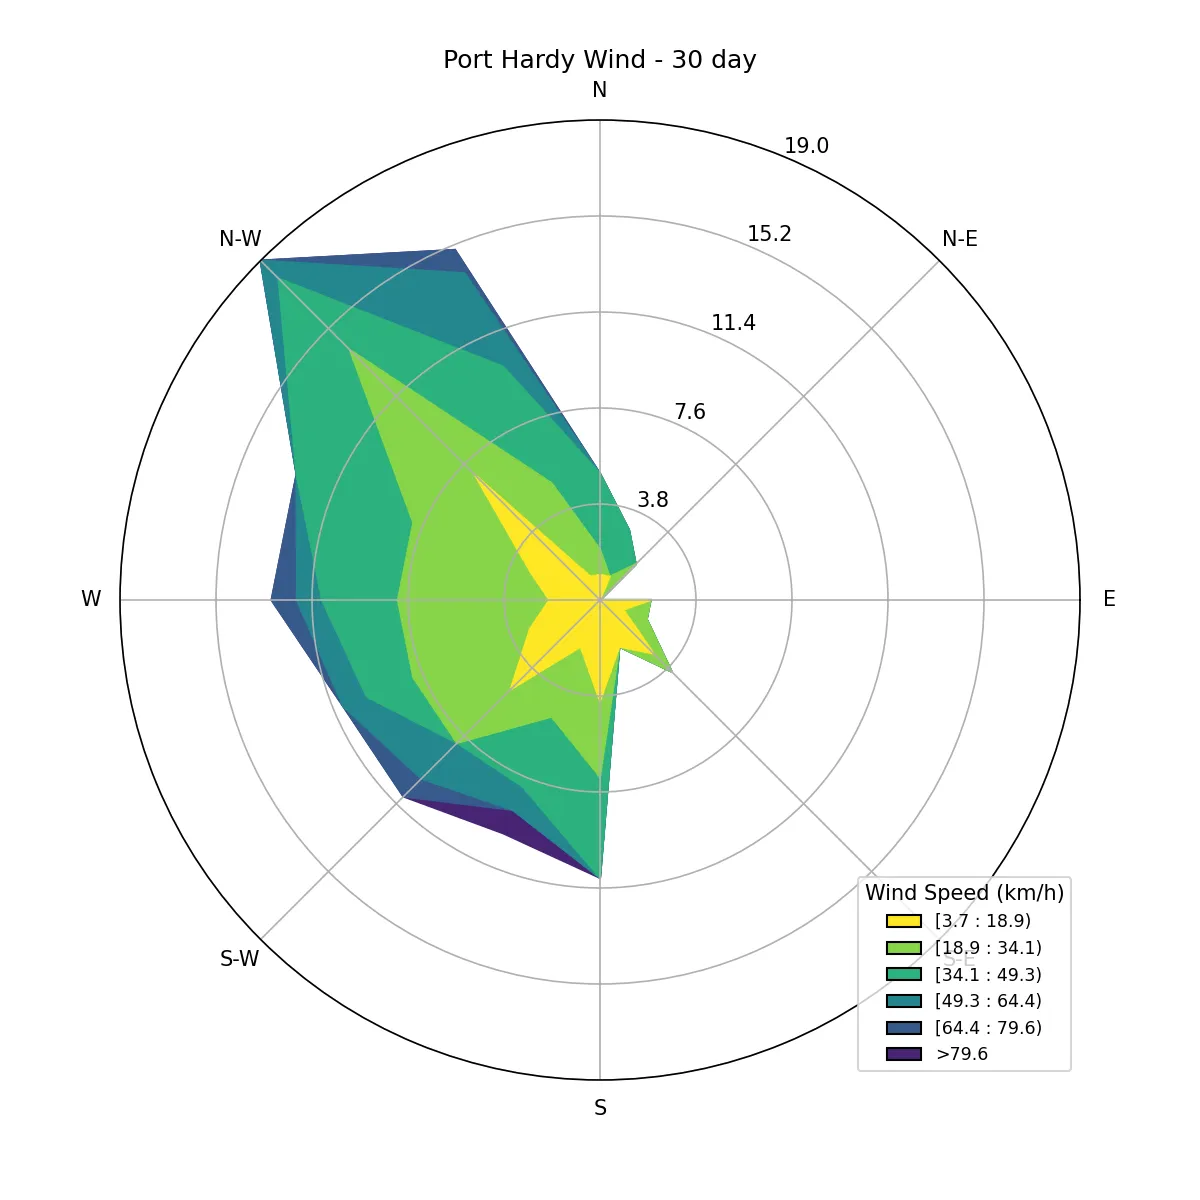 Port Hardy Wind - 30 day
N
19.0
15.2
N-W
N-E
11.4
7.6
3.8
W
E
Wind Speed (km/h)
[3.7 : 18.9)
[18.9 : 34.1)
S-W
S-E
[34.1 : 49.3)
[49.3 : 64.4)
[64.4 : 79.6)
>79.6
S